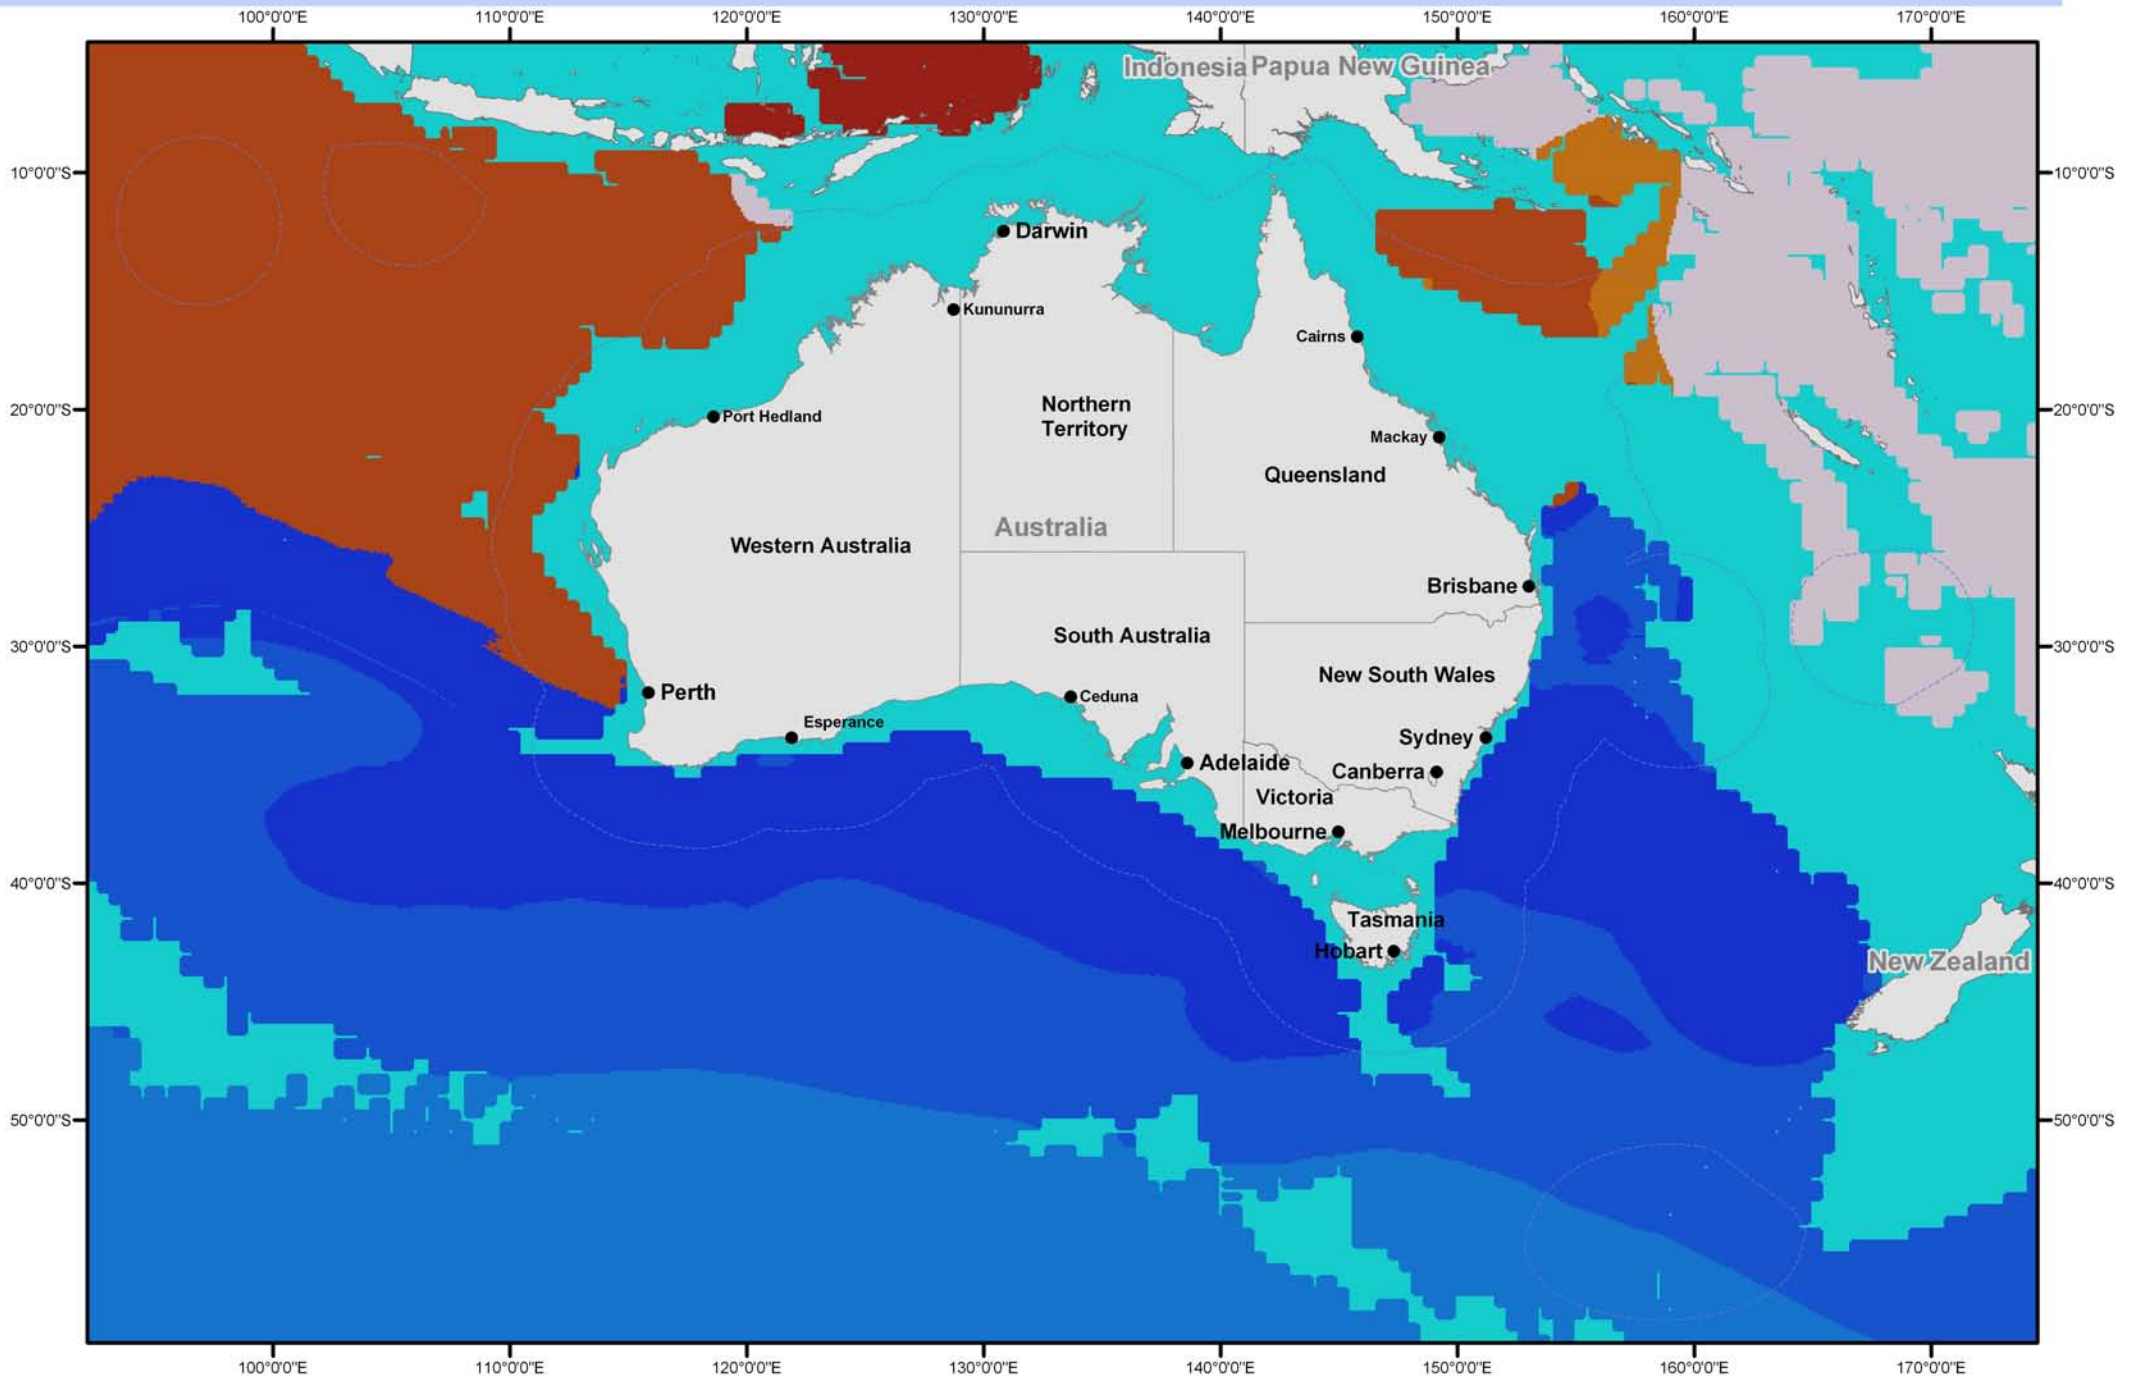 100°0'0"E 110°0'0"E 120°0'0"E 130°0'0"E 140°0'0"E 150°0'0"E 160°0'0"E 170°0'0"E
Indonesia Papua New Guinea
10°0'0"S 10°0'0"S
Darwin
Kununurra
Cairns
20°0'0"S 20°0'0"S
Port Hedland
Northern
Territory
Mackay
Queensland
Australia
Western Australia
Brisbane
South Australia
30°0'0"S 30°0'0"S
New South Wales
Perth
Ceduna
Esperance
Sydney
Adelaide
Canberra
Victoria
Melbourne
40°0'0"S 40°0'0"S
Tasmania
Hobart
New Zealand
50°0'0"S 50°0'0"S
100°0'0"E 110°0'0"E 120°0'0"E 130°0'0"E 140°0'0"E 150°0'0"E 160°0'0"E 170°0'0"E